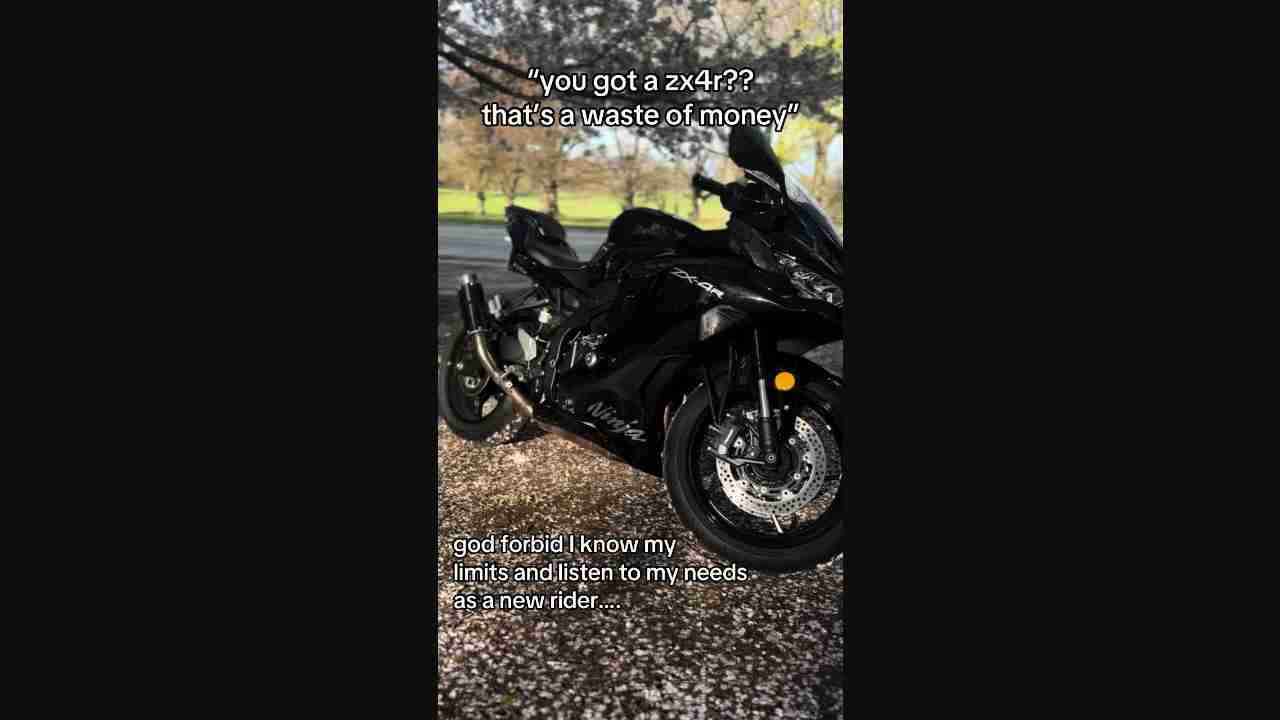 “you got a zx4r??
that’s a waste of money”
ZX-4R
Ninja
god forbid I know my
limits and listen to my needs
as a new rider....